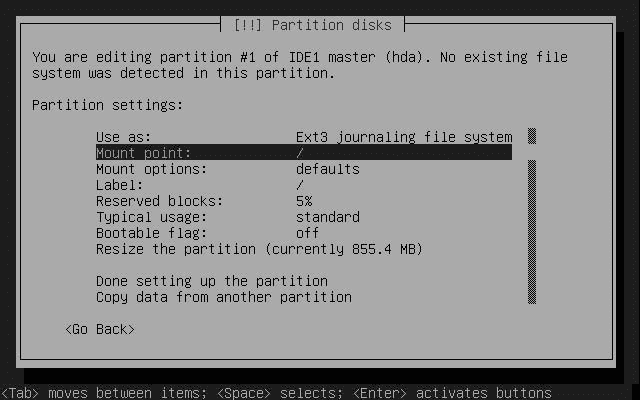 [!!] Partition disks
You are editing partition #1 of IDE1 master (hda). No existing file
system was detected in this partition.
Partition settings:
Use as: Ext3 journaling file system
Mount point: /
Mount options: defaults
Label: /
Reserved blocks: 5%
Typical usage: standard
Bootable flag: off
Resize the partition (currently 855.4 MB)
Done setting up the partition
Copy data from another partition
<Go Back>
<Tab> moves between items; <Space> selects; <Enter> activates buttons